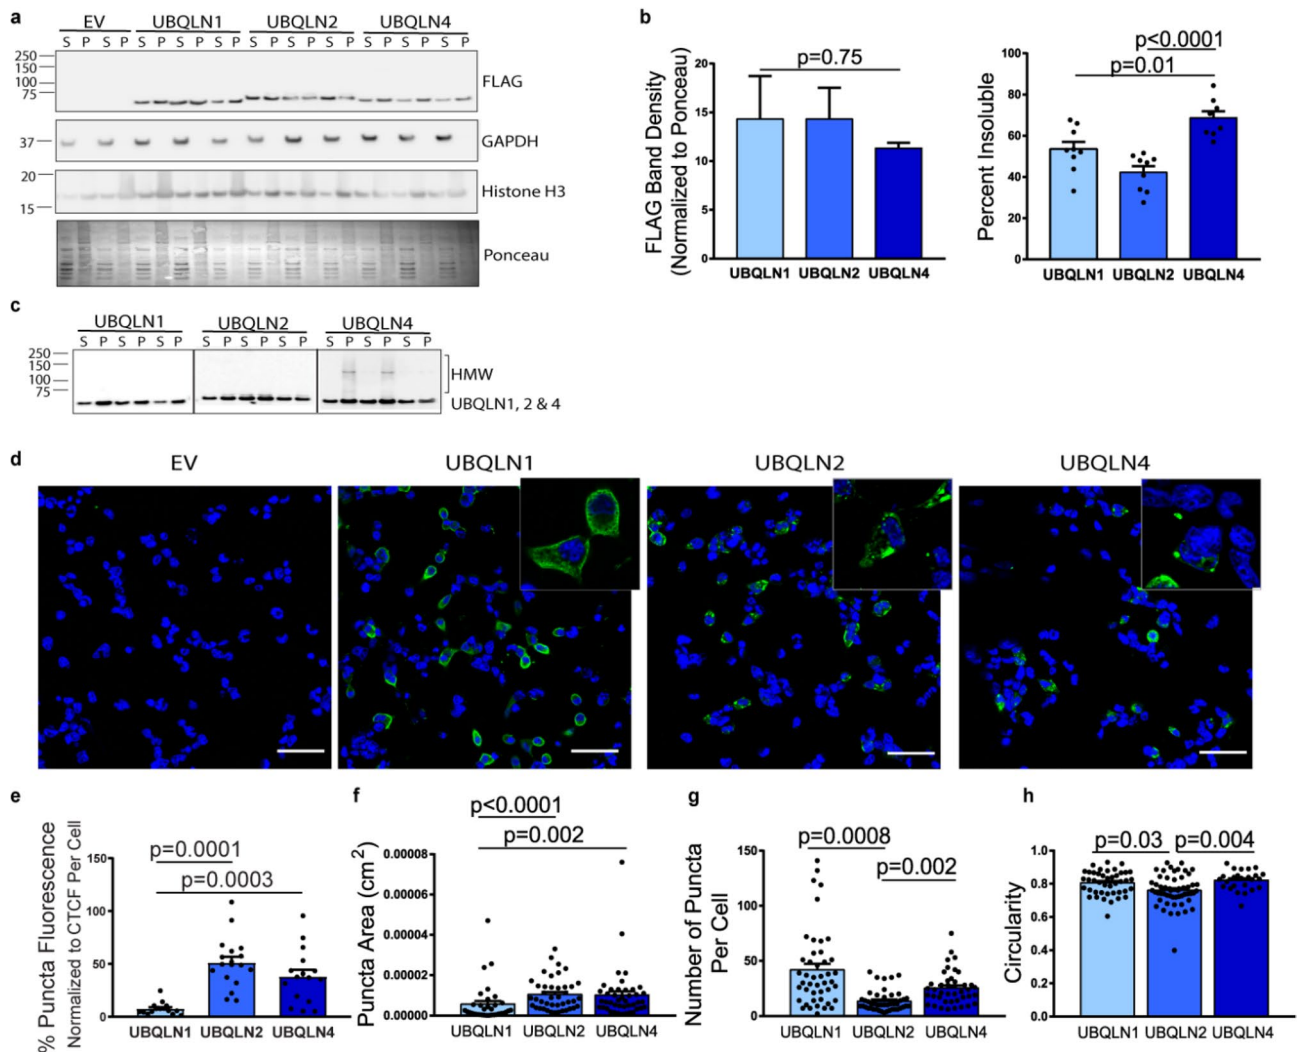 a
EV UBQLN1 UBQLN2 UBQLN4
S P S P S P S P S P S P S P S P S P S P S P
250
150
100
75
FLAG
37
GAPDH
20
15
Histone H3
Ponceau
b
FLAG Band Density
(Normalized to Ponceau)
20
15
10
5
0
p=0.75
UBQLN1 UBQLN2 UBQLN4
Percent Insoluble
100
80
60
40
20
0
p<0.0001
p=0.01
UBQLN1 UBQLN2 UBQLN4
c
UBQLN1 UBQLN2 UBQLN4
S P S P S P S P S P S P S P S P S P
250
150
100
75
HMW
UBQLN1, 2 & 4
d
EV UBQLN1 UBQLN2 UBQLN4
e
% Puncta Fluorescence
Normalized to CTCF Per Cell
150
100
50
0
p=0.0001
p=0.0003
UBQLN1 UBQLN2 UBQLN4
f
Puncta Area (cm2)
0.00008
0.00006
0.00004
0.00002
0.00000
p<0.0001
p=0.002
UBQLN1 UBQLN2 UBQLN4
g
Number of Puncta
Per Cell
150
100
50
0
p=0.0008
p=0.002
UBQLN1 UBQLN2 UBQLN4
h
Circularity
1.0
0.8
0.6
0.4
0.2
0.0
p=0.03 p=0.004
UBQLN1 UBQLN2 UBQLN4